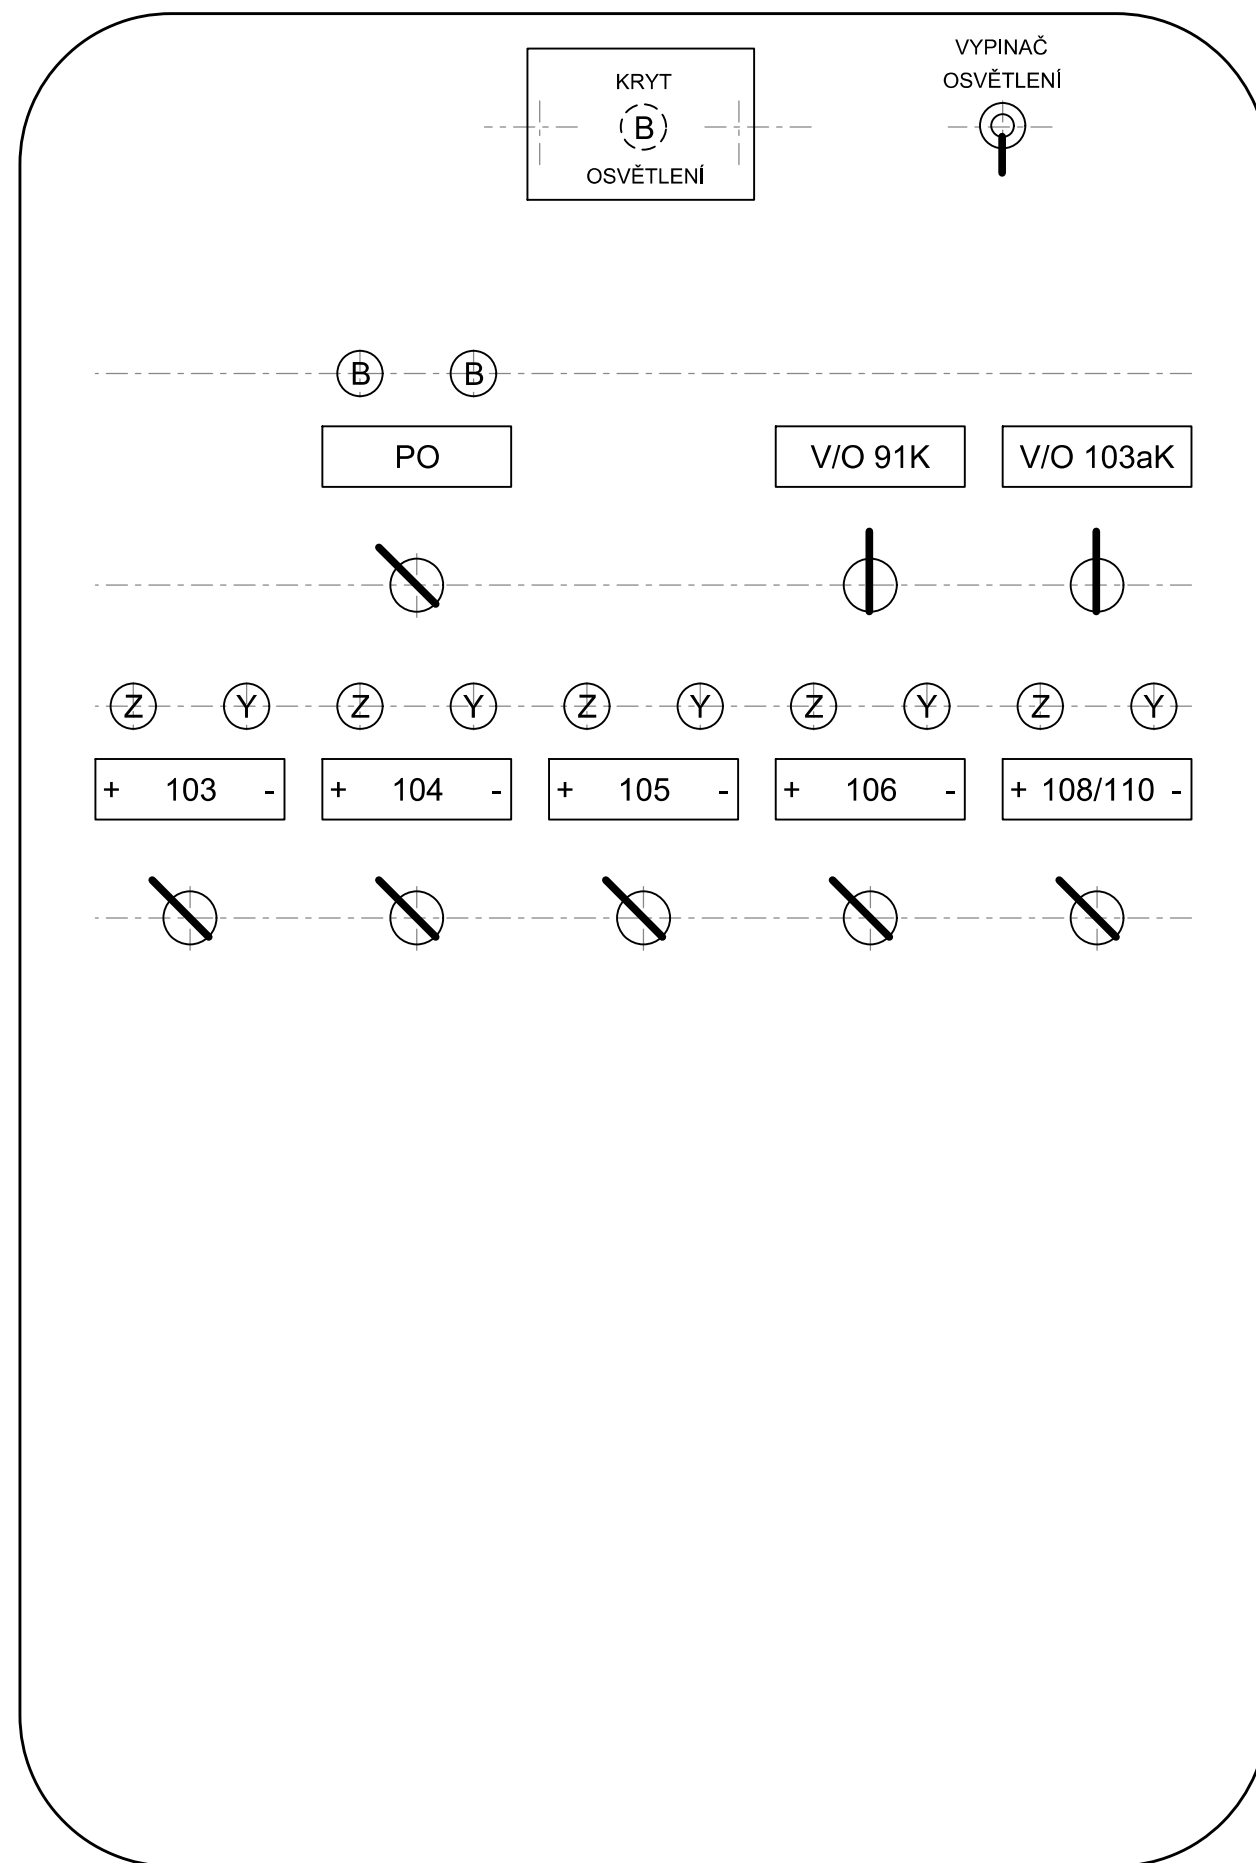 VYPINAČ
OSVĚTLENÍ
KRYT
B
OSVĚTLENÍ
B B
PO V/O 91K V/O 103aK
Z Y Z Y Z Y Z Y Z Y
+ 103 - + 104 - + 105 - + 106 - + 108/110 -